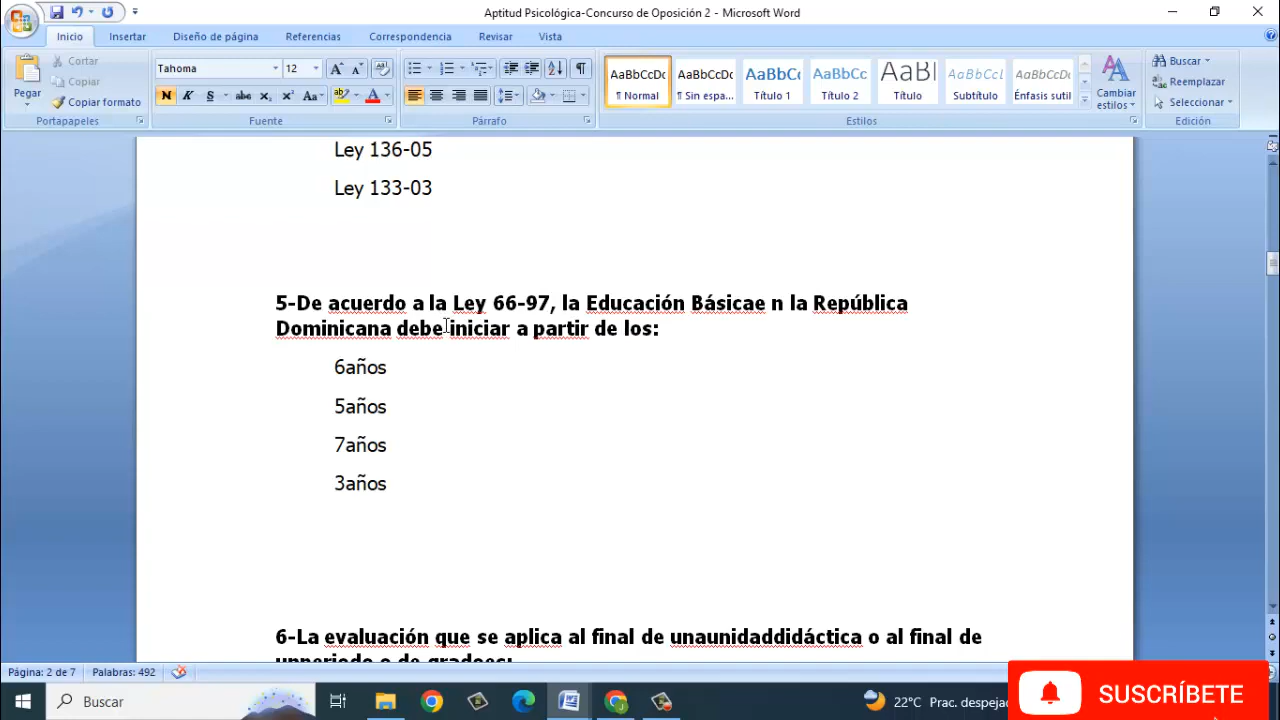 Aptitud Psicológica-Concurso de Oposición 2 - Microsoft Word
Inicio Insertar Diseño de página Referencias Correspondencia Revisar Vista
Pegar
Cortar
Copiar
Copiar formato
Portapapeles
Tahoma 12
N K S abc x₂ x² Aa
Fuente
Párrafo
AaBbCcDc AaBbCcDc AaBbCc AaBbCc AaBl AaBbCcL AaBbCcDc
¶ Normal ¶ Sin espa... Título 1 Título 2 Título Subtítulo Énfasis sutil
Estilos
Cambiar
estilos
Buscar
Reemplazar
Seleccionar
Edición
Ley 136-05
Ley 133-03
5-De acuerdo a la Ley 66-97, la Educación Básicae n la República
Dominicana debe iniciar a partir de los:
6años
5años
7años
3años
6-La evaluación que se aplica al final de unaunidaddidáctica o al final de
Página: 2 de 7 Palabras: 492
Buscar
22°C Prac. despejado
SUSCRÍBETE